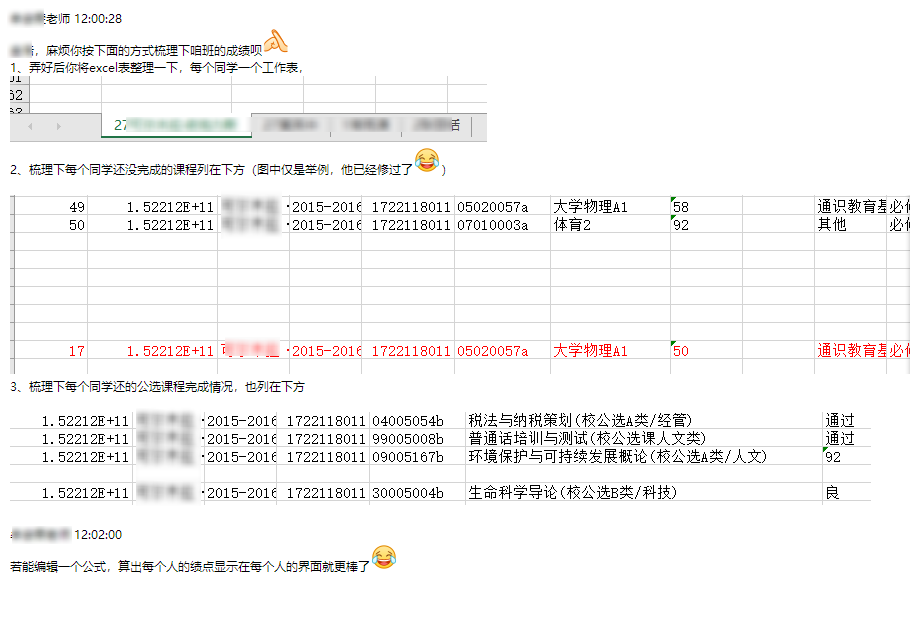 老师 12:00:28
，麻烦你按下面的方式梳理下咱班的成绩呗
1、弄好后你将excel表整理一下，每个同学一个工作表，
62
27
2、梳理下每个同学还没完成的课程列在下方（图中仅是举例，他已经修过了）
49 1.52212E+11 2015-2016 1722118011 05020057a 大学物理A1 58 通识教育基 必修
50 1.52212E+11 2015-2016 1722118011 07010003a 体育2 92 其他 必修
17 1.52212E+11 2015-2016 1722118011 05020057a 大学物理A1 50 通识教育基 必修
3、梳理下每个同学还的公选课程完成情况，也列在下方
1.52212E+11 2015-2016 1722118011 04005054b 税法与纳税策划(校公选A类/经管) 通过
1.52212E+11 2015-2016 1722118011 99005008b 普通话培训与测试(校公选课人文类) 通过
1.52212E+11 2015-2016 1722118011 09005167b 环境保护与可持续发展概论(校公选A类/人文) 92
1.52212E+11 2015-2016 1722118011 30005004b 生命科学导论(校公选B类/科技) 良
12:02:00
若能编辑一个公式，算出每个人的绩点显示在每个人的界面就更棒了